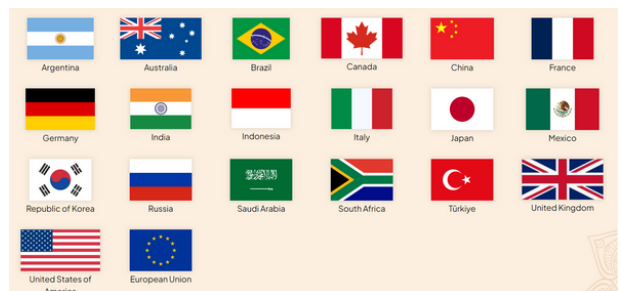 Argentina
Australia
Brazil
Canada
China
France
Germany
India
Indonesia
Italy
Japan
Mexico
Republic of Korea
Russia
Saudi Arabia
South Africa
Türkiye
United Kingdom
United States of
America
European Union